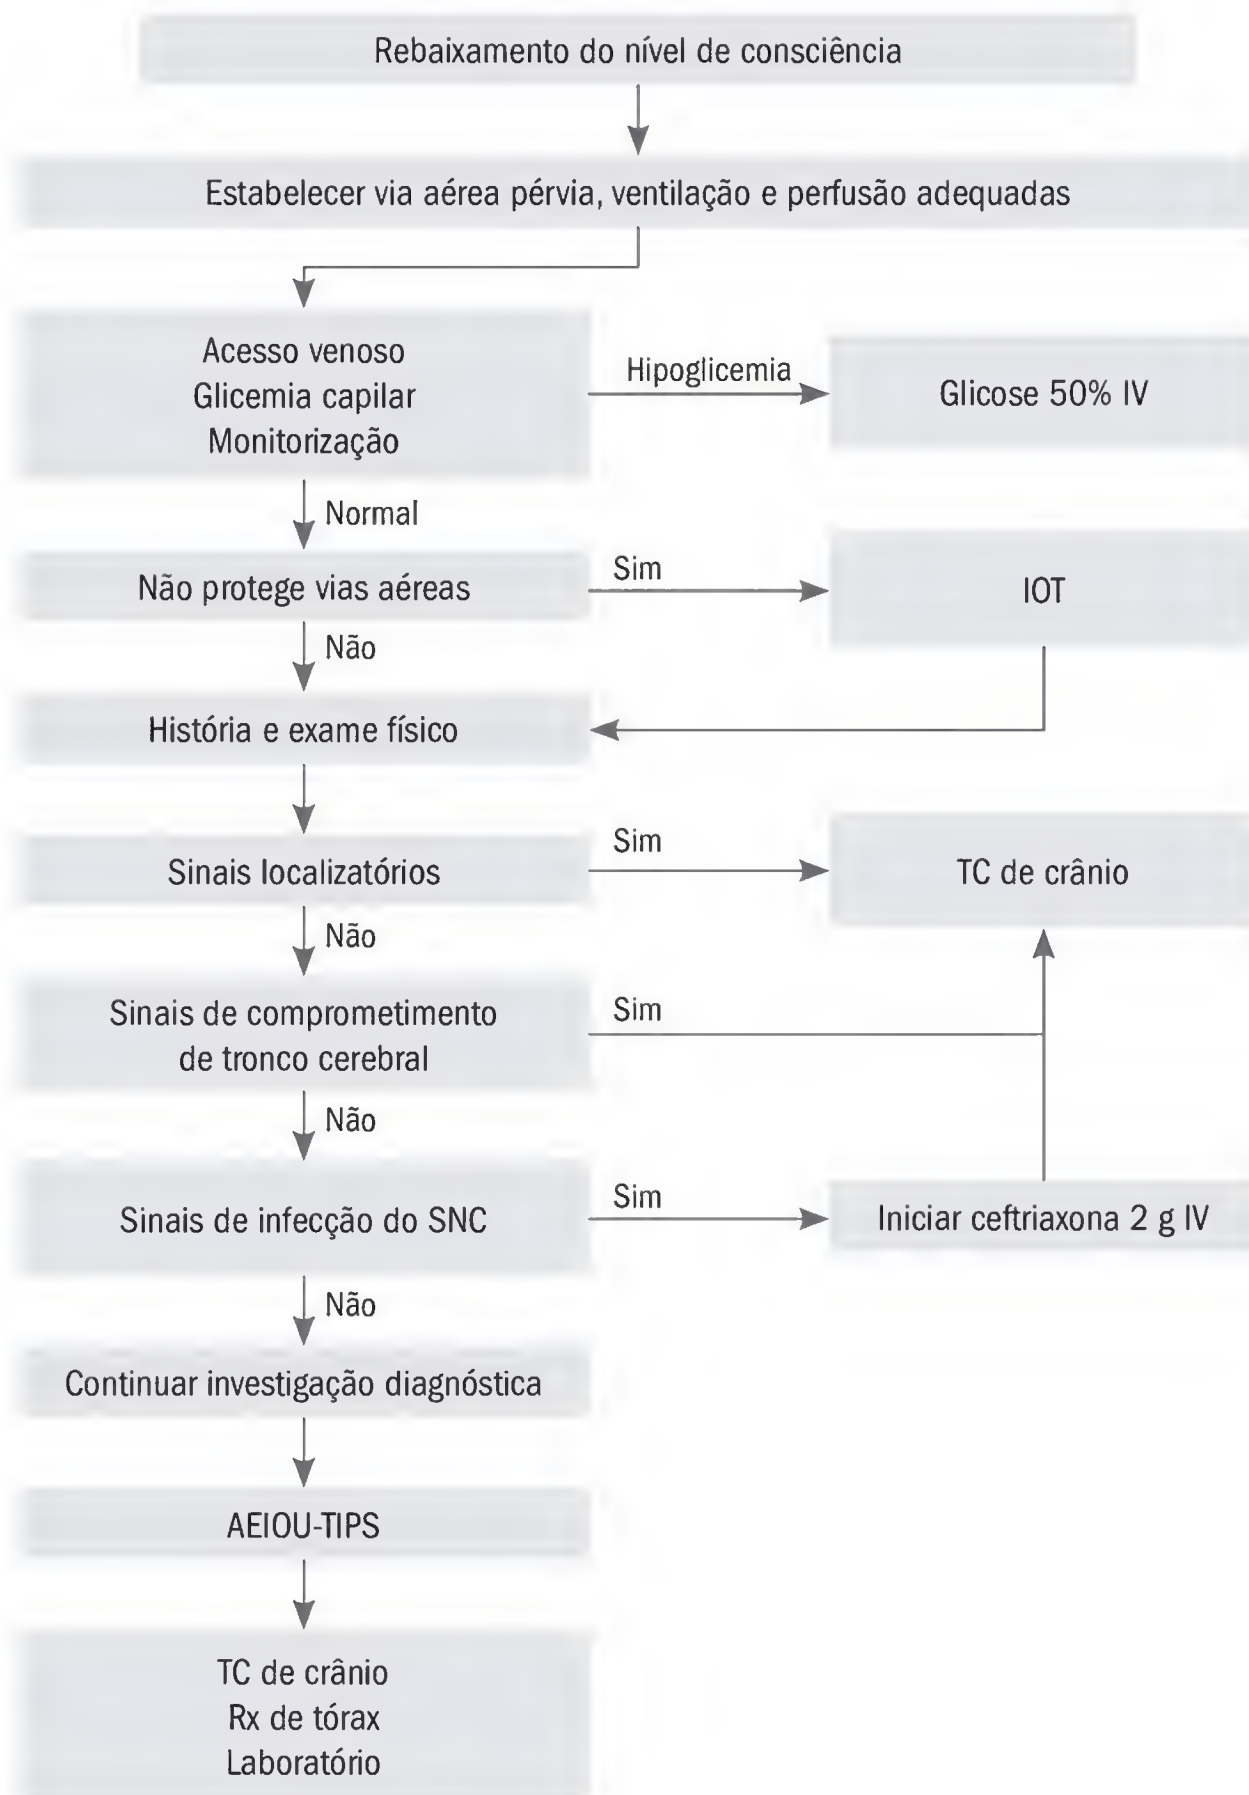 Rebaixamento do nível de consciência
Estabelecer via aérea pérvia, ventilação e perfusão adequadas
Acesso venoso
Glicemia capilar
Monitorização
Hipoglicemia
Glicose 50% IV
Normal
Não protege vias aéreas
Sim
IOT
Não
História e exame físico
Sinais localizatórios
Sim
TC de crânio
Não
Sinais de comprometimento
de tronco cerebral
Sim
Não
Sinais de infecção do SNC
Sim
Iniciar ceftriaxona 2 g IV
Não
Continuar investigação diagnóstica
AEIOU-TIPS
TC de crânio
Rx de tórax
Laboratório